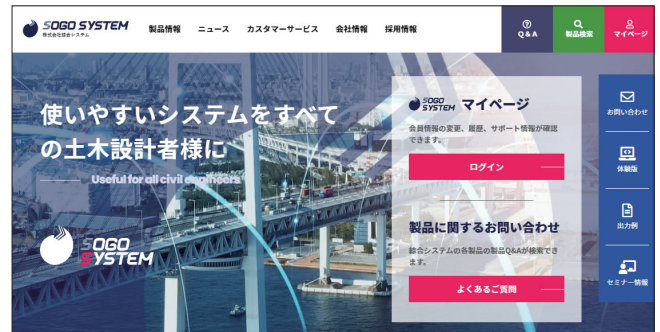 SOGO SYSTEM
株式会社綜合システム
製品情報 ニュース カスタマーサービス 会社情報 採用情報
Q&A
製品検索
マイページ
使いやすいシステムをすべて
の土木設計者様に
Useful for all civil engineers
SOGO
SYSTEM
SOGO
SYSTEM マイページ
会員情報の変更、履歴、サポート情報が確認
できます。
ログイン
製品に関するお問い合わせ
綜合システムの各製品の製品Q&Aが検索でき
ます。
よくあるご質問
お問い合わせ
体験版
出力例
セミナー情報